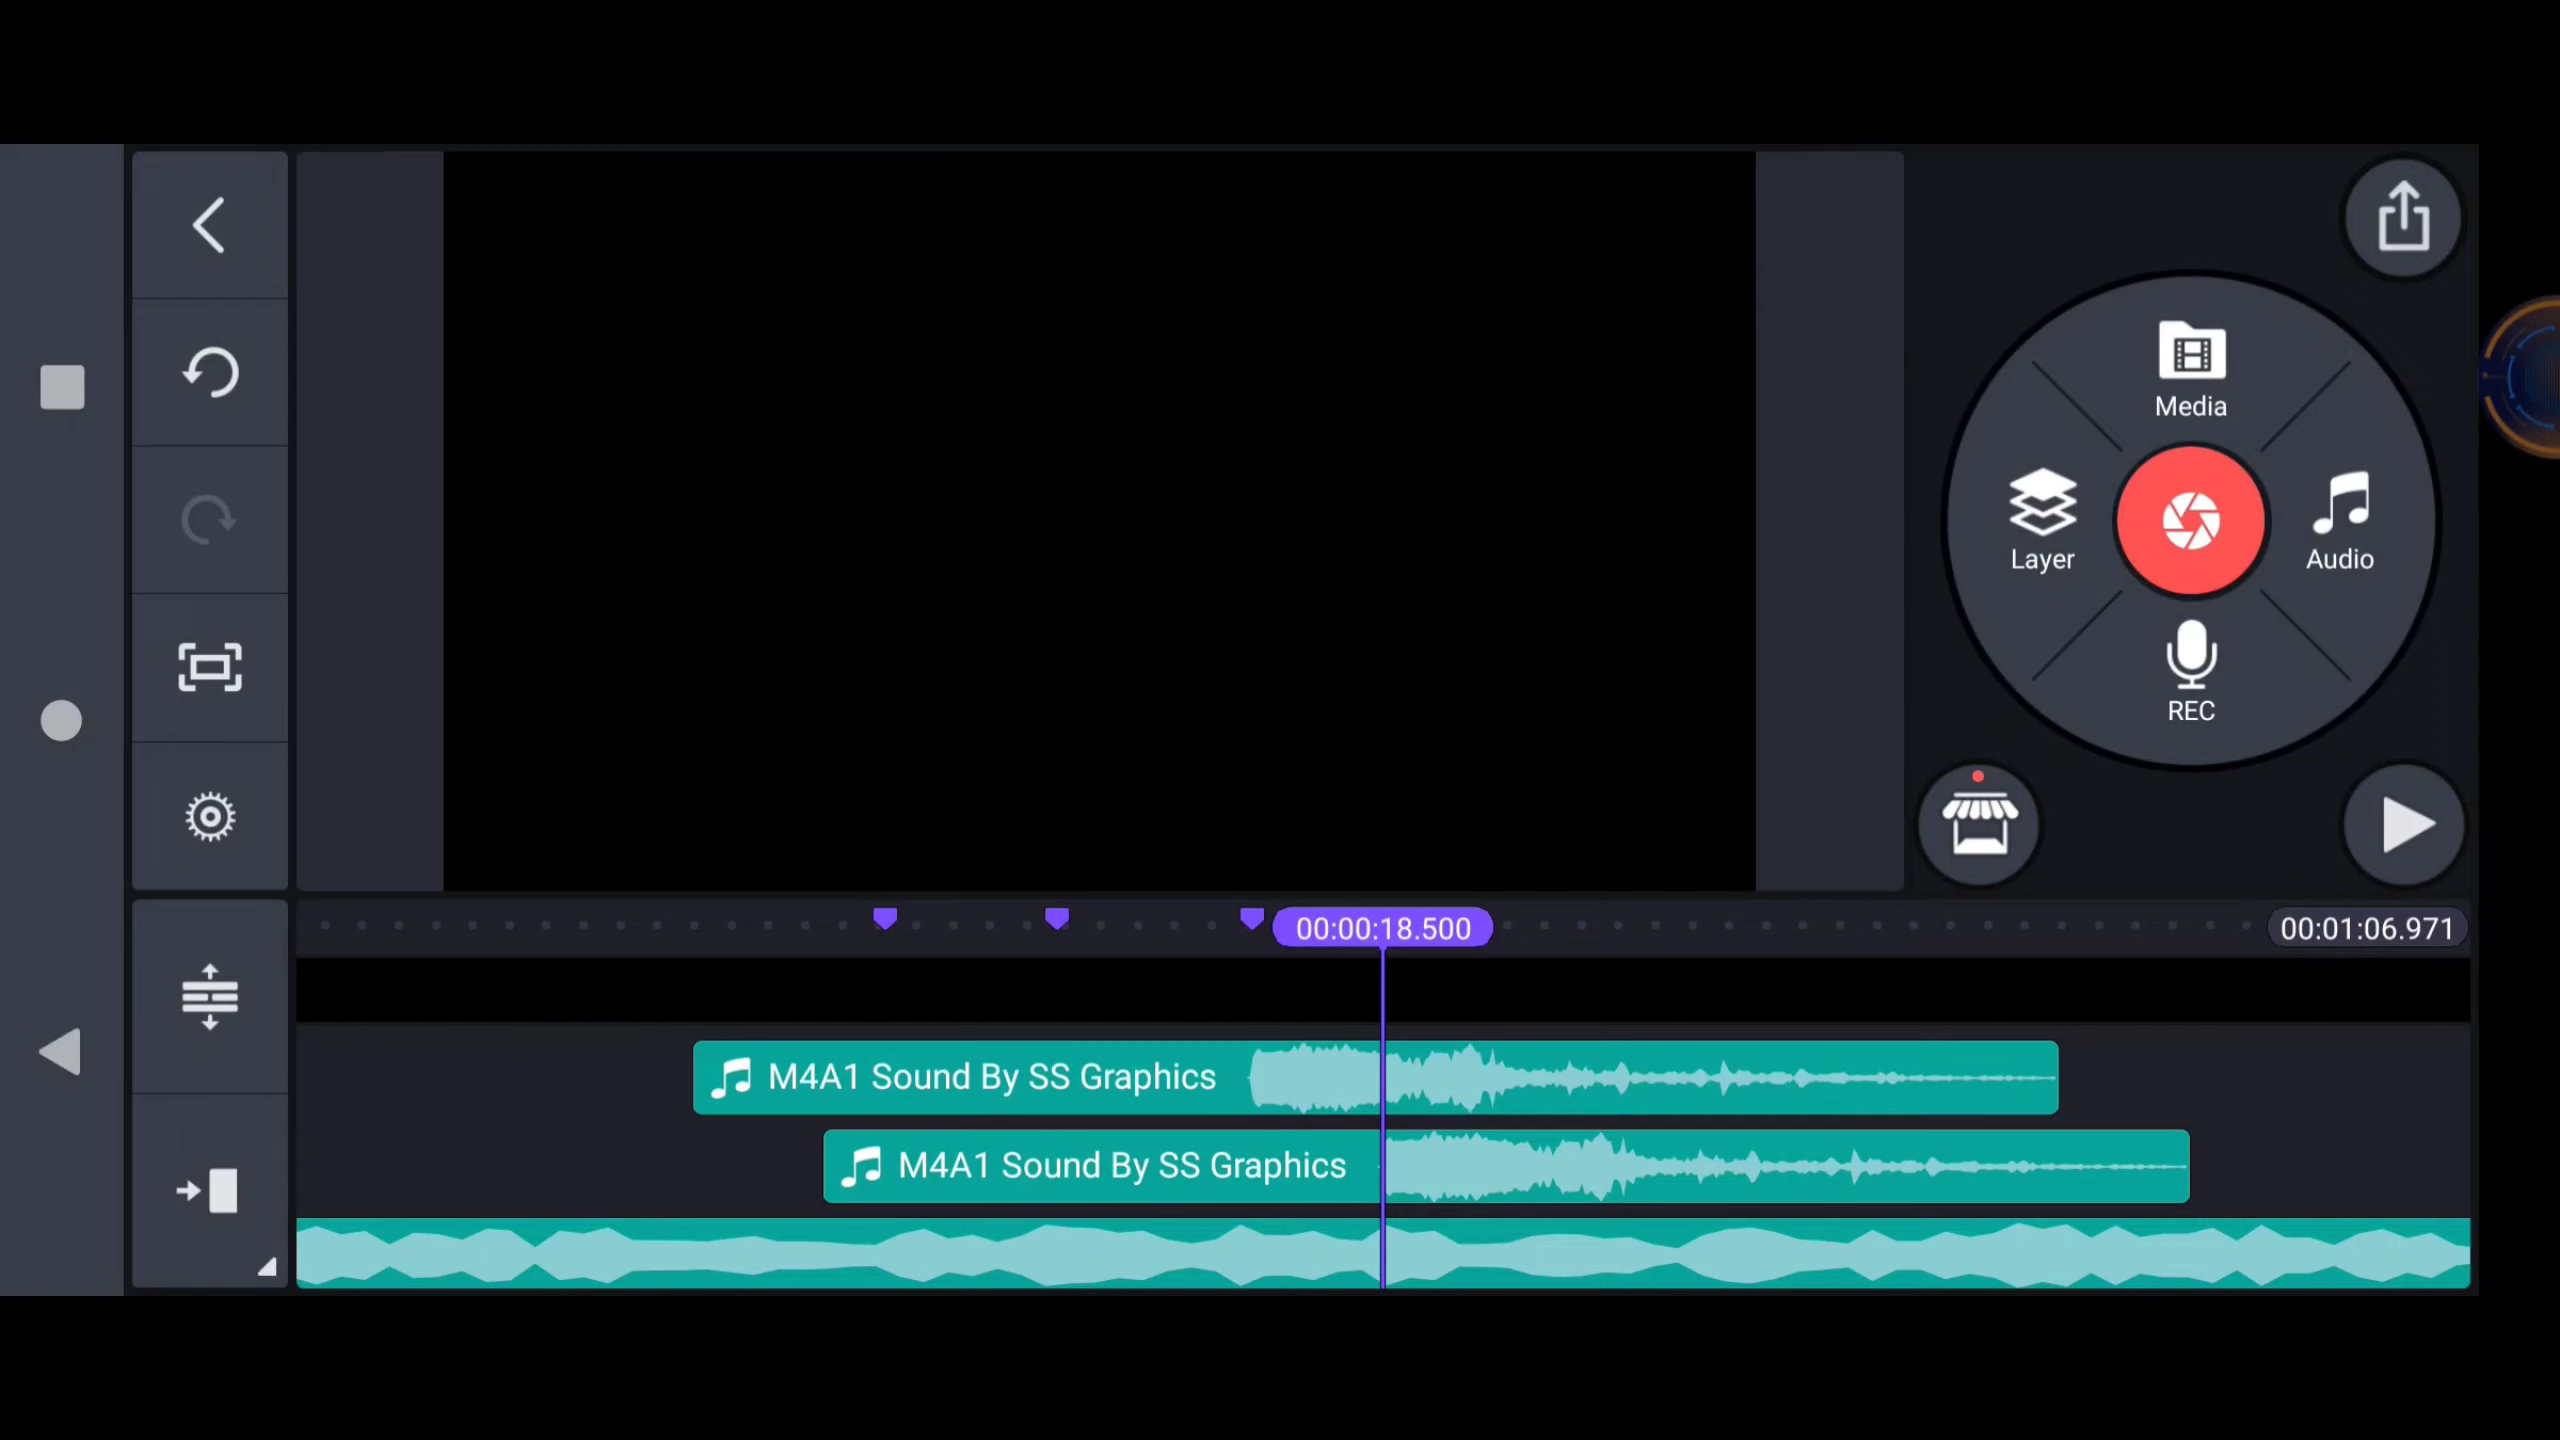 Media
Layer
Audio
REC
00:00:18.500
00:01:06.971
M4A1 Sound By SS Graphics
M4A1 Sound By SS Graphics